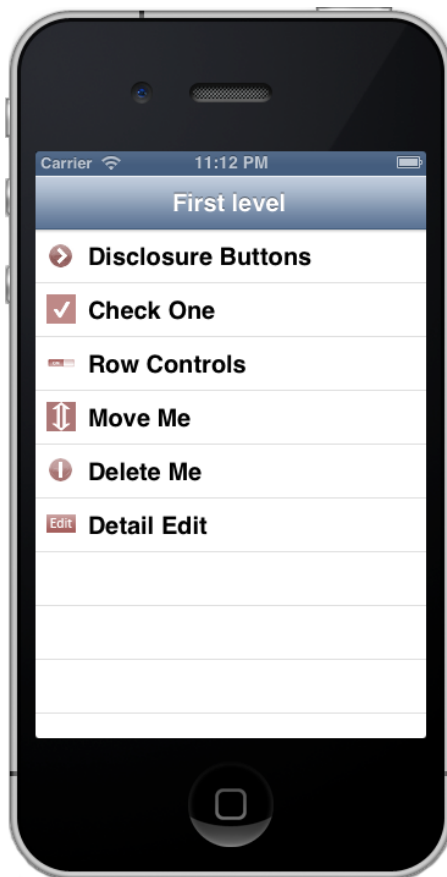 Carrier 11:12 PM
First level
Disclosure Buttons
Check One
Row Controls
Move Me
Delete Me
Edit Detail Edit